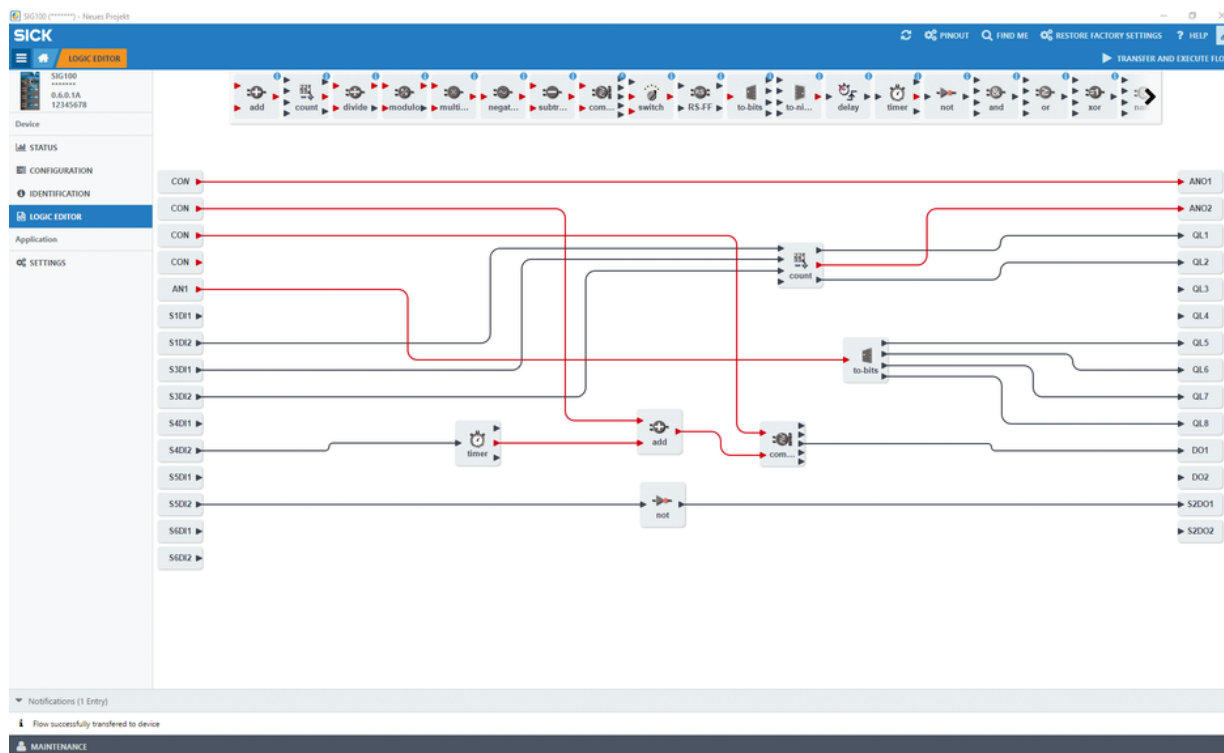 SIG100 (*******) - Neues Projekt
SICK
PINOUT FIND ME RESTORE FACTORY SETTINGS ? HELP
LOGIC EDITOR
TRANSFER AND EXECUTE FLO
SIG100
*******
0.6.0.1A
12345678
add count divide modulo multi... negat... subtr... com... switch RS-FF to-bits to-ni... delay timer not and or xor
Device
STATUS
CONFIGURATION
IDENTIFICATION
LOGIC EDITOR
Application
SETTINGS
CON ANO1
CON ANO2
CON QL1
CON QL2
count
AN1 QL3
S1DI1 QL4
S1DI2 QL5
S3DI1 to-bits QL6
S3DI2 QL7
S4DI1 QL8
add
S4DI2 DO1
timer com...
S5DI1 DO2
S5DI2 S2DO1
not
S6DI1 S2DO2
S6DI2
Notifications (1 Entry)
Flow successfully transfered to device
MAINTENANCE